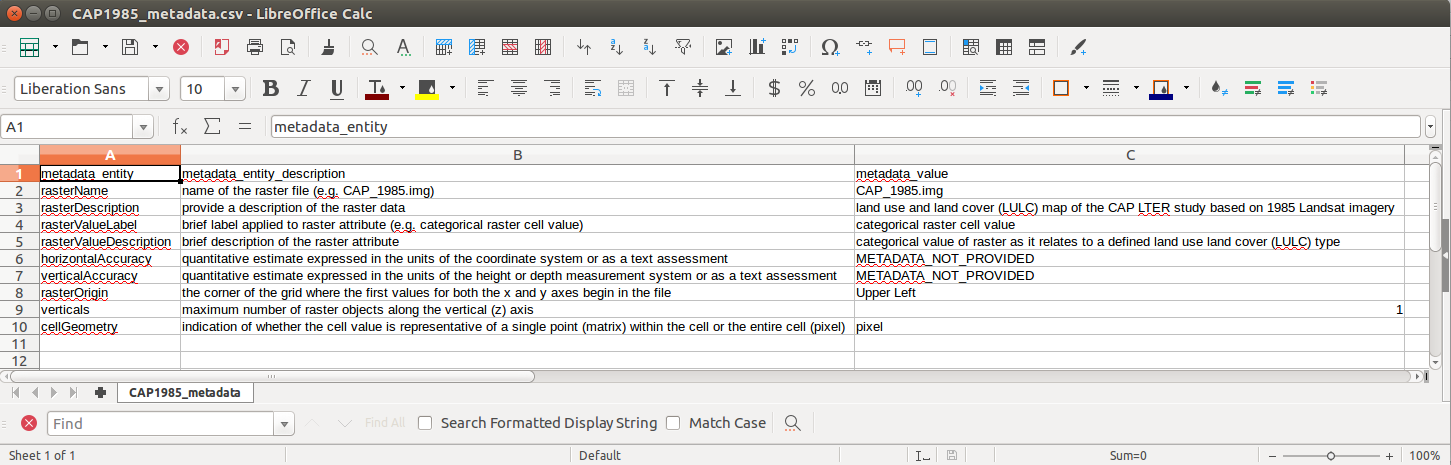 CAP1985_metadata.csv - LibreOffice Calc
Liberation Sans 10
A1 metadata_entity
A B C
1 metadata_entity metadata_entity_description metadata_value
2 rasterName name of the raster file (e.g. CAP_1985.img) CAP_1985.img
3 rasterDescription provide a description of the raster data land use and land cover (LULC) map of the CAP LTER study based on 1985 Landsat imagery
4 rasterValueLabel brief label applied to raster attribute (e.g. categorical raster cell value) categorical raster cell value
5 rasterValueDescription brief description of the raster attribute categorical value of raster as it relates to a defined land use land cover (LULC) type
6 horizontalAccuracy quantitative estimate expressed in the units of the coordinate system or as a text assessment METADATA_NOT_PROVIDED
7 verticalAccuracy quantitative estimate expressed in the units of the height or depth measurement system or as a text assessment METADATA_NOT_PROVIDED
8 rasterOrigin the corner of the grid where the first values for both the x and y axes begin in the file Upper Left
9 verticals maximum number of raster objects along the vertical (z) axis 1
10 cellGeometry indication of whether the cell value is representative of a single point (matrix) within the cell or the entire cell (pixel) pixel
11
12
CAP1985_metadata
Find Find All Search Formatted Display String Match Case
Sheet 1 of 1 Default Sum=0 100%